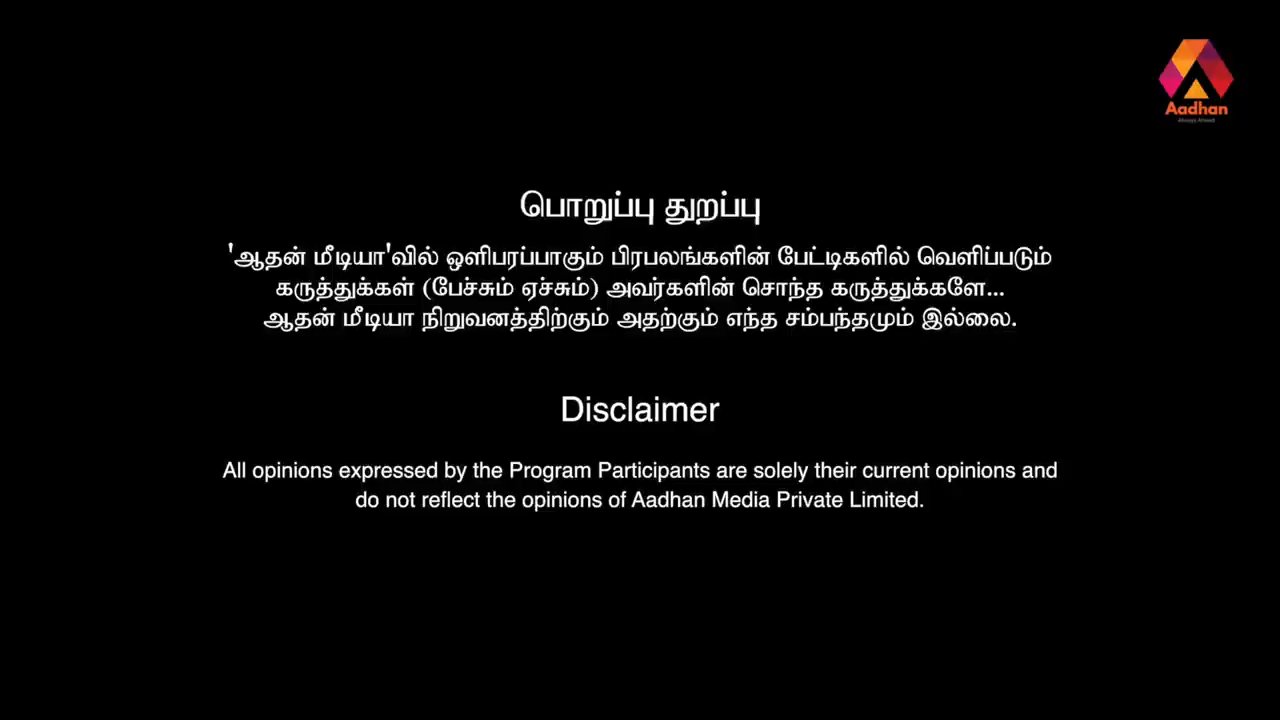 Aadhan
Always Ahead
பொறுப்பு துறப்பு
'ஆதன் மீடியா'வில் ஒளிபரப்பாகும் பிரபலங்களின் பேட்டிகளில் வெளிப்படும்
கருத்துக்கள் (பேச்சும் ஏச்சும்) அவர்களின் சொந்த கருத்துக்களே...
ஆதன் மீடியா நிறுவனத்திற்கும் அதற்கும் எந்த சம்பந்தமும் இல்லை.
Disclaimer
All opinions expressed by the Program Participants are solely their current opinions and
do not reflect the opinions of Aadhan Media Private Limited.